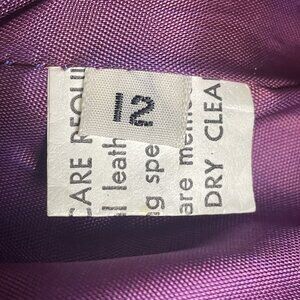 12
CARE REQUI
l leath
g spe
are me
DRY CLEA